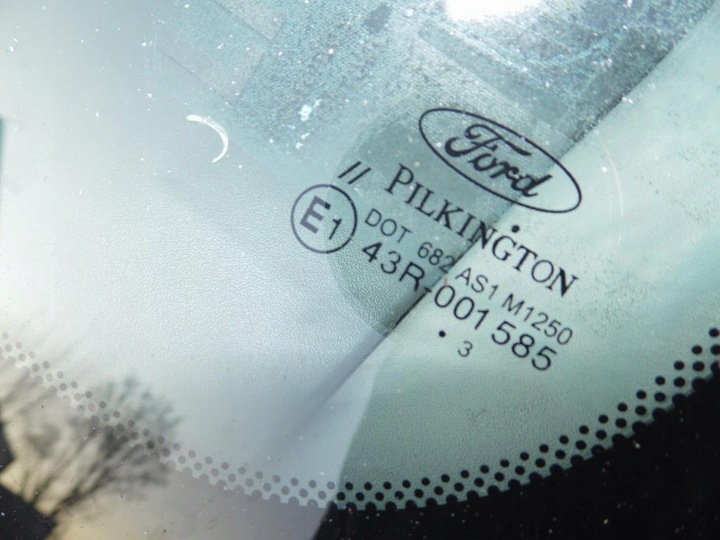 Ford
// PILKINGTON
E1 DOT 682 AS1 M1250
43R-001585
• 3